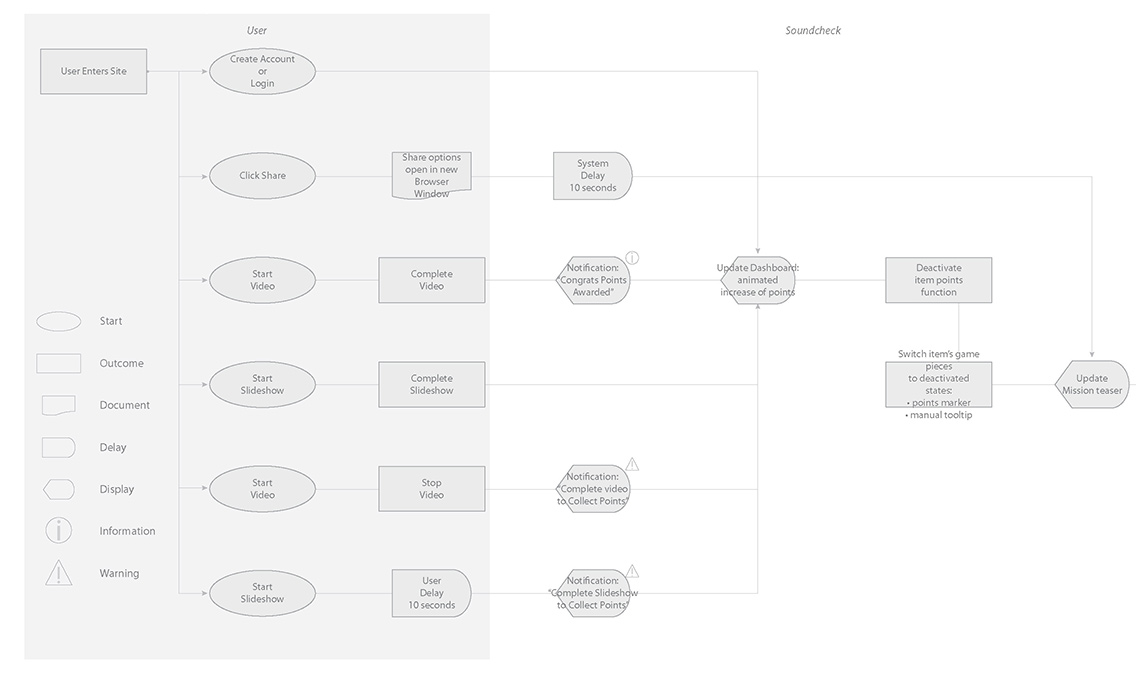 User
Soundcheck
User Enters Site
Create Account
or
Login
Click Share
Share options
open in new
Browser
Window
System
Delay
10 seconds
Start
Video
Complete
Video
Notification:
"Congrats Points
Awarded"
Update Dashboard:
animated
increase of points
Deactivate
item points
function
Start
Slideshow
Complete
Slideshow
Switch item's game
pieces
to deactivated
states:
• points marker
• manual tooltip
Update
Mission teaser
Start
Video
Stop
Video
Notification:
"Complete video
to Collect Points"
Start
Slideshow
User
Delay
10 seconds
Notification:
"Complete Slideshow
to Collect Points"
Start
Outcome
Document
Delay
Display
Information
Warning